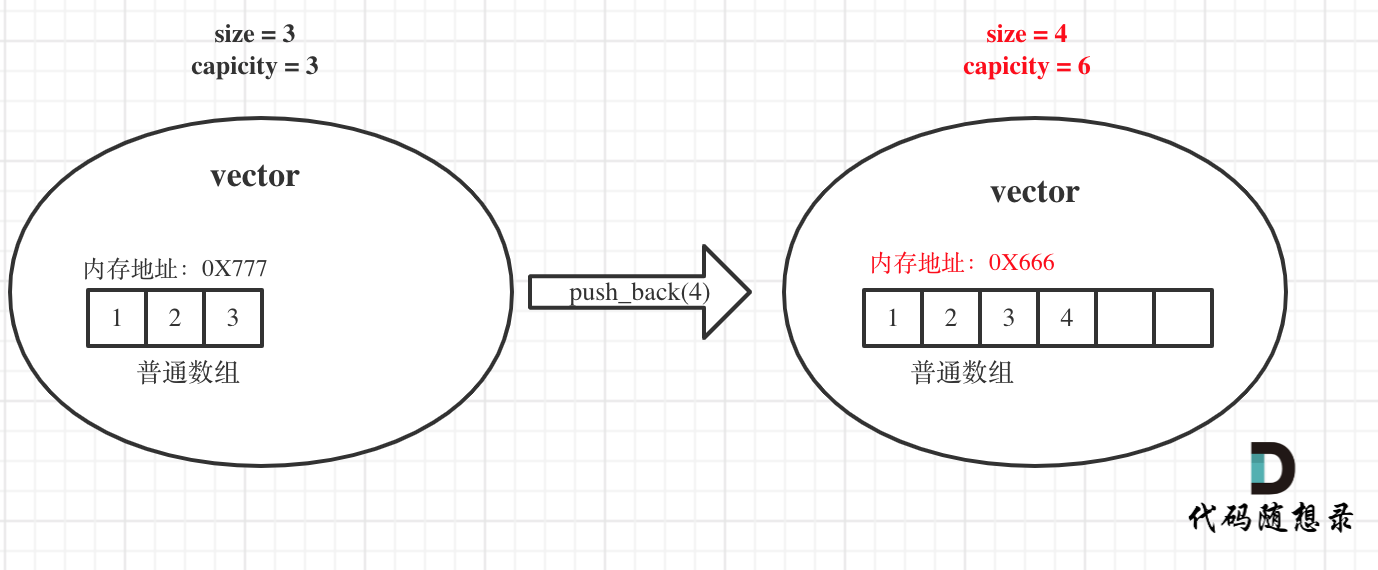 size = 3
capicity = 3
vector
内存地址：0X777
1 2 3
普通数组
push_back(4)
size = 4
capicity = 6
vector
内存地址：0X666
1 2 3 4
普通数组
代码随想录